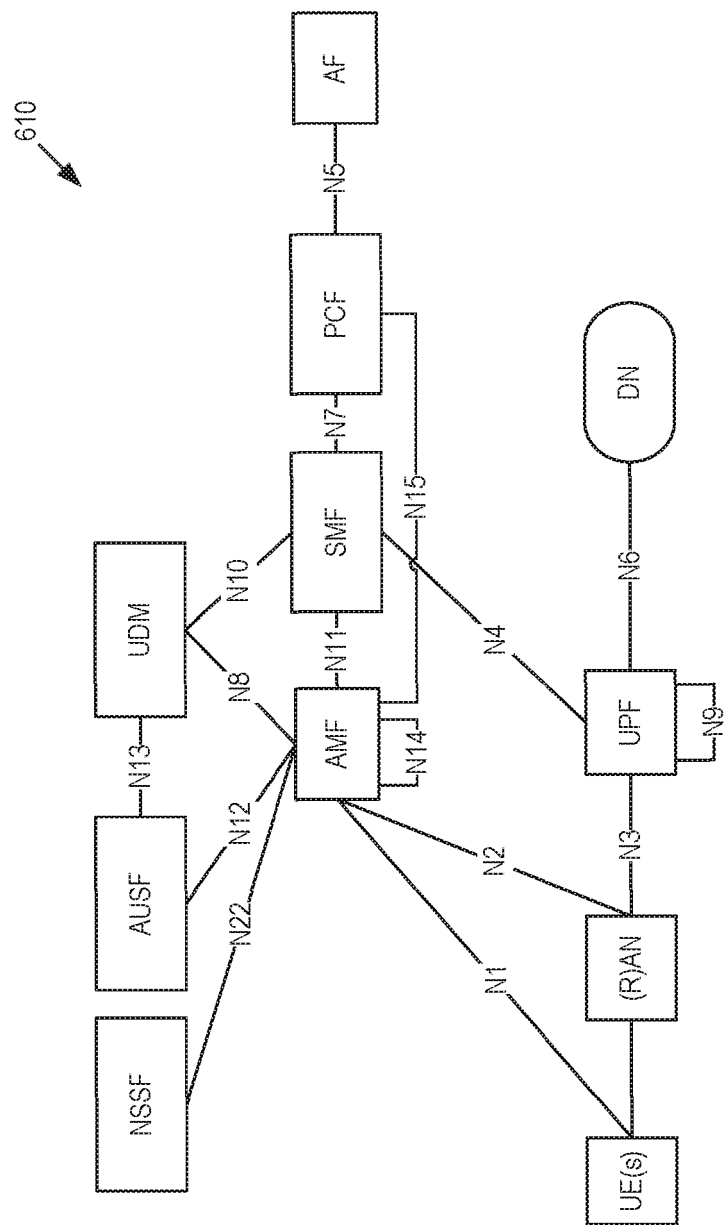 610
NSSF
AUSF
N13
UDM
N22
N12
N8
N10
AMF
N11
SMF
N7
PCF
N5
AF
N14
N15
N1
N2
N4
UE(s)
(R)AN
N3
UPF
N6
DN
N9